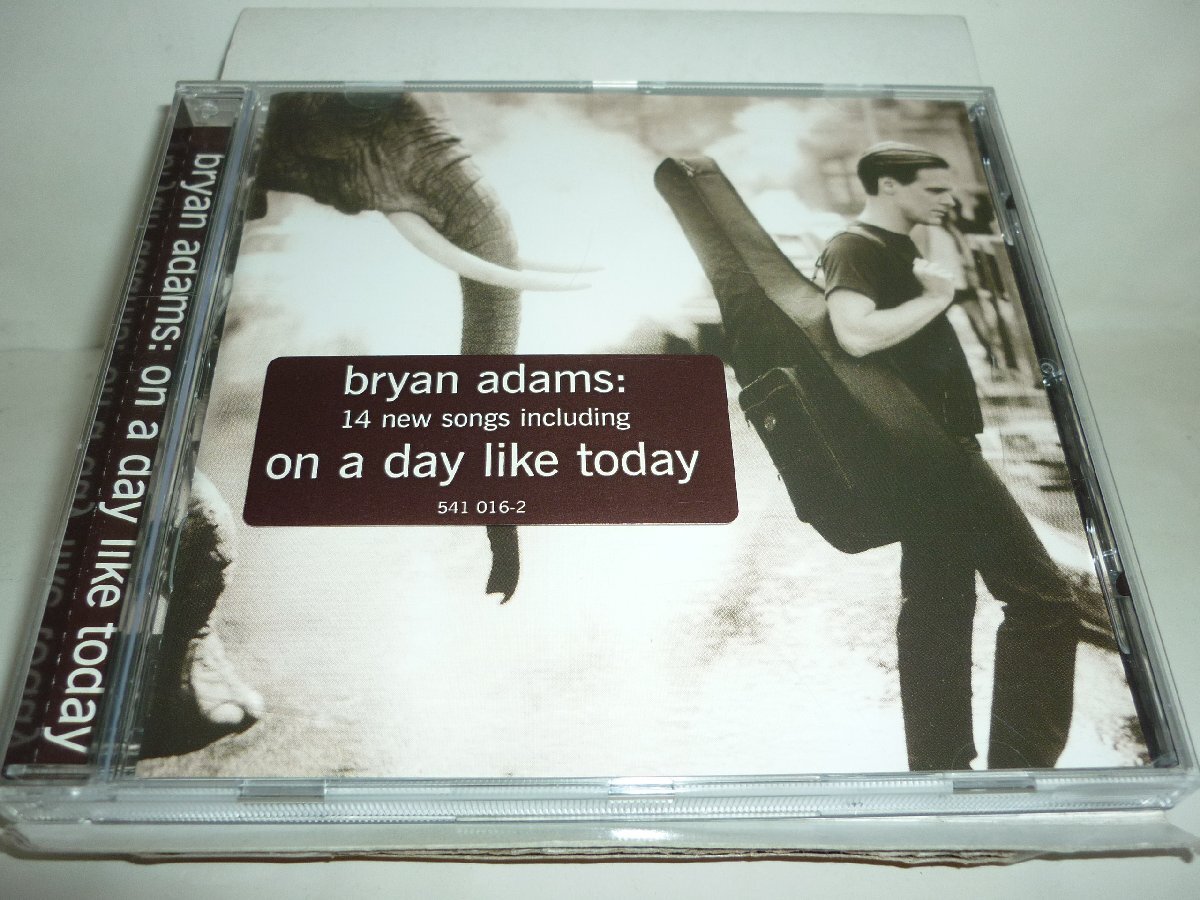 bryan adams: on a day like today
bryan adams:
14 new songs including
on a day like today
541 016-2